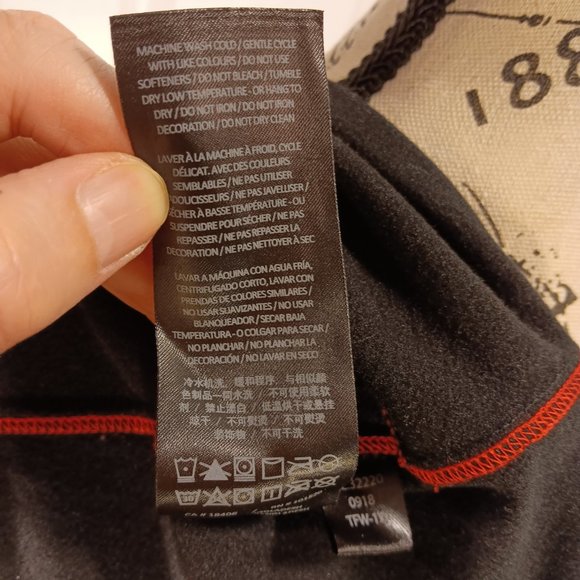 MACHINE WASH COLD / GENTLE CYCLE
WITH LIKE COLOURS / DO NOT USE
SOFTENERS / DO NOT BLEACH / TUMBLE
DRY LOW TEMPERATURE - OR HANG TO
DRY / DO NOT IRON / DO NOT IRON
DECORATION / DO NOT DRY CLEAN
LAVER À LA MACHINE À FROID, CYCLE
DÉLICAT. AVEC DES COULEURS
SEMBLABLES / NE PAS UTILISER
ADOUCISSEURS / NE PAS JAVELLISER /
SÉCHER À BASSE TEMPÉRATURE - OU
SUSPENDRE POUR SÉCHER / NE PAS
REPASSER / NE PAS REPASSER LA
DECORATION / NE PAS NETTOYER À SEC
LAVAR A MÁQUINA CON AGUA FRÍA,
CENTRIFUGADO CORTO, LAVAR CON
PRENDAS DE COLORES SIMILARES /
NO USAR SUAVIZANTES / NO USAR
BLANQUEADOR / SECAR BAJA
TEMPERATURA - O COLGAR PARA SECAR /
NO PLANCHAR / NO PLANCHAR LA
DECORACIÓN / NO LAVAR EN SECO
冷水机洗，缓和程序，与相似酷
色制品一同水洗 / 不可使用柔软
剂 / 禁止漂白 / 低温烘干或悬挂
凉干 / 不可熨烫 / 不可熨烫
装饰物 / 不可干洗
30
CA # 18406
32220
0918
188